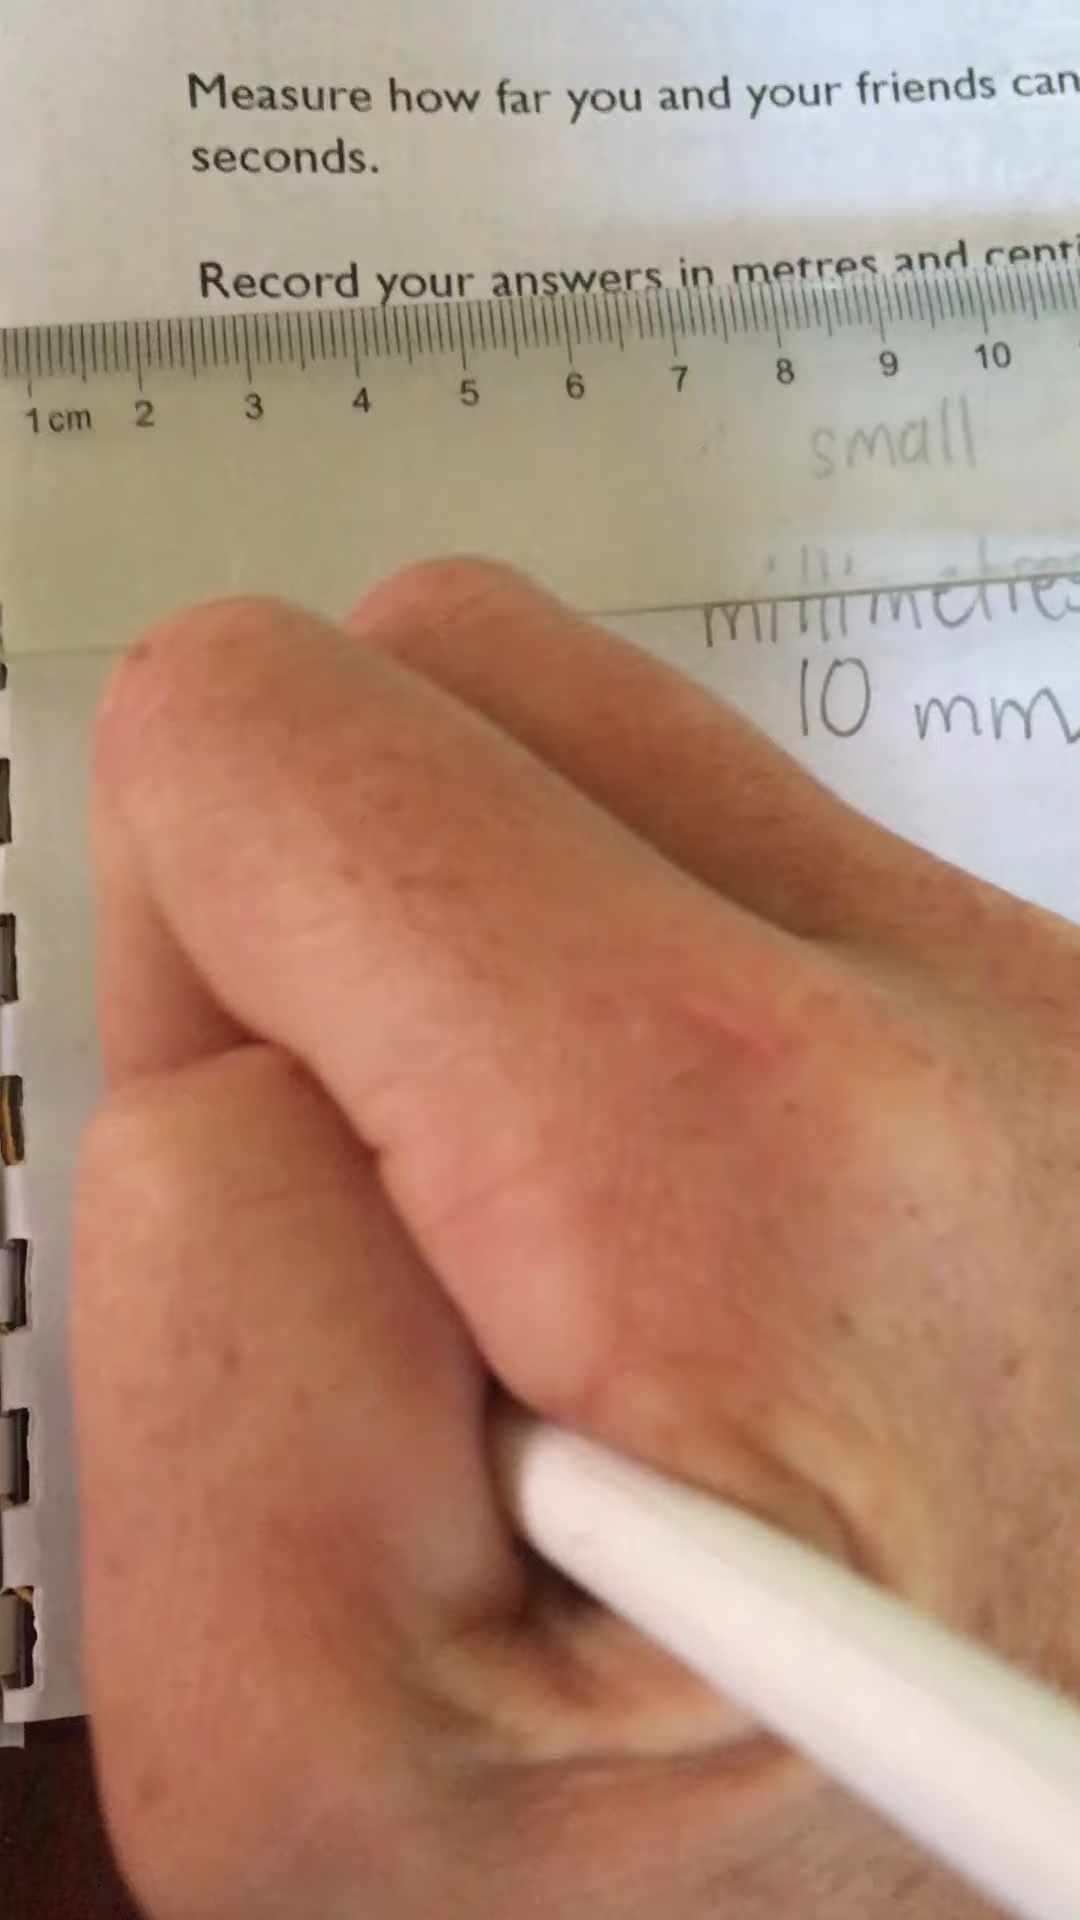 Measure how far you and your friends can
seconds.
Record your answers in metres and centi
1 cm 2 3 4 5 6 7 8 9 10
small
millimetres
10 mm